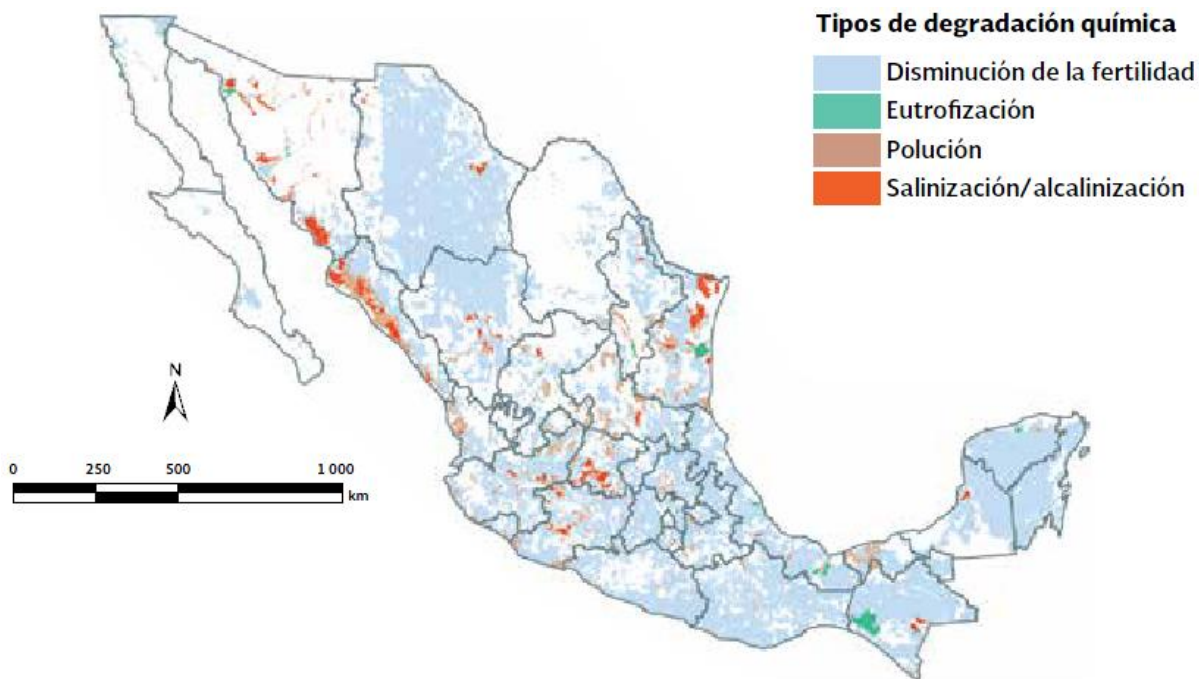 Tipos de degradación química
Disminución de la fertilidad
Eutrofización
Polución
Salinización/alcalinización
N
0 250 500 1 000
km